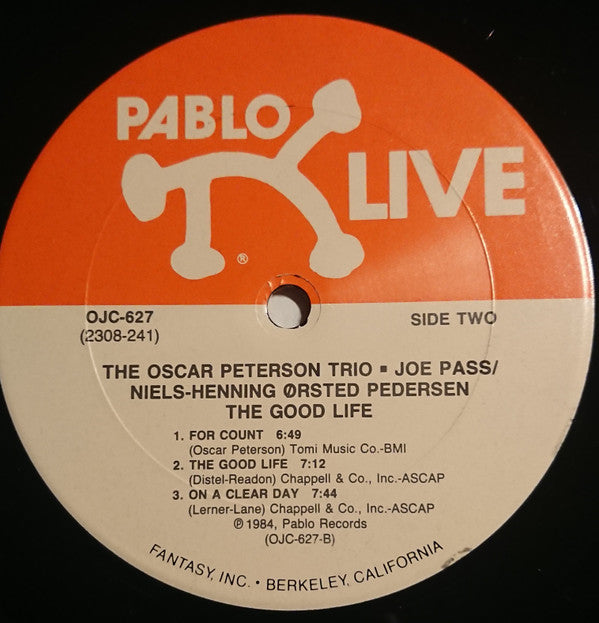 PABLO
LIVE
®
OJC-627
(2308-241)
SIDE TWO
THE OSCAR PETERSON TRIO ▪ JOE PASS/
NIELS-HENNING ØRSTED PEDERSEN
THE GOOD LIFE
1. FOR COUNT 6:49
(Oscar Peterson) Tomi Music Co.-BMI
2. THE GOOD LIFE 7:12
(Distel-Readon) Chappell & Co., Inc.-ASCAP
3. ON A CLEAR DAY 7:44
(Lerner-Lane) Chappell & Co., Inc.-ASCAP
℗ 1984, Pablo Records
(OJC-627-B)
FANTASY, INC. • BERKELEY, CALIFORNIA